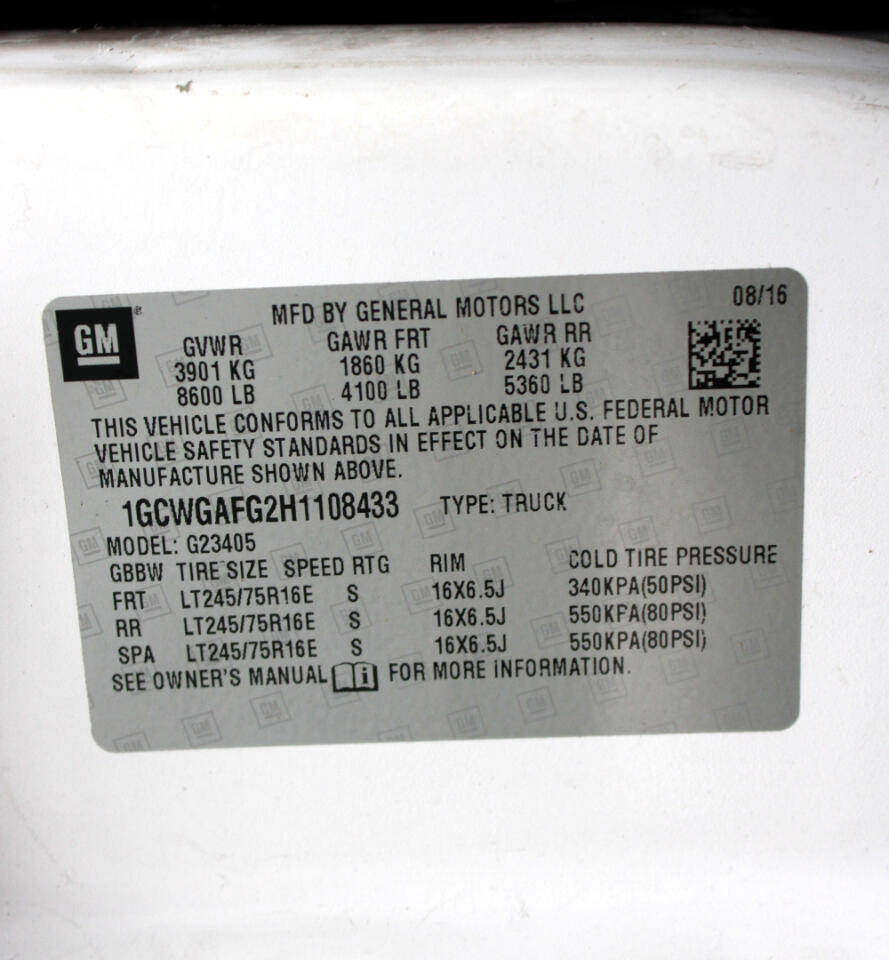 GM
MFD BY GENERAL MOTORS LLC 08/16
GVWR GAWR FRT GAWR RR
3901 KG 1860 KG 2431 KG
8600 LB 4100 LB 5360 LB
THIS VEHICLE CONFORMS TO ALL APPLICABLE U.S. FEDERAL MOTOR
VEHICLE SAFETY STANDARDS IN EFFECT ON THE DATE OF
MANUFACTURE SHOWN ABOVE.
1GCWGAFG2H1108433 TYPE: TRUCK
MODEL: G23405
GBBW TIRE SIZE SPEED RTG RIM COLD TIRE PRESSURE
FRT LT245/75R16E S 16X6.5J 340KPA(50PSI)
RR LT245/75R16E S 16X6.5J 550KPA(80PSI)
SPA LT245/75R16E S 16X6.5J 550KPA(80PSI)
SEE OWNER'S MANUAL i FOR MORE INFORMATION.